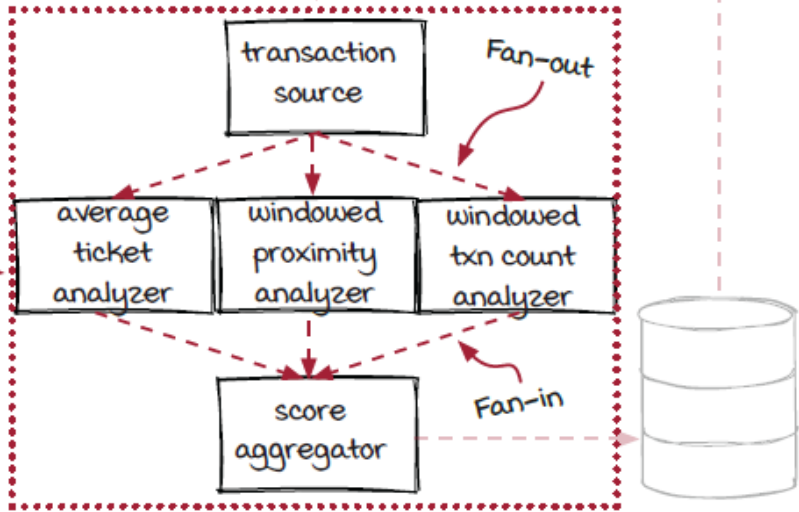 transaction
source
Fan-out
average
ticket
analyzer
windowed
proximity
analyzer
windowed
txn count
analyzer
Fan-in
score
aggregator